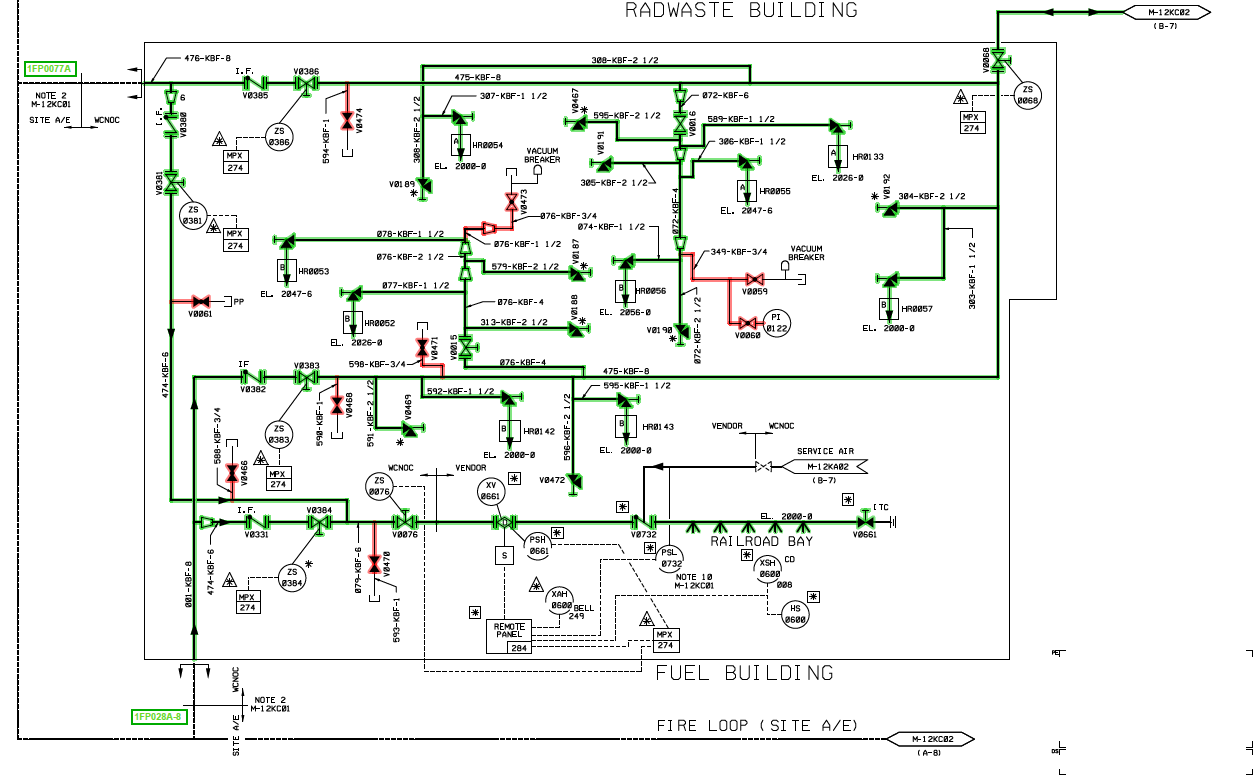 RADWASTE BUILDING
M-12KC02
(B-7)
476-KBF-8
308-KBF-2 1/2
1FP0077A
I.F.
V0386
475-KBF-8
V0068
NOTE 2
M-12KC01
SITE A/E
WCNOC
6
V0385
307-KBF-1 1/2
V0467
*
072-KBF-6
ZS
0068
I.F.
V0380
ZS
0386
594-KBF-1
V0474
308-KBF-2 1/2
595-KBF-2 1/2
V0016
589-KBF-1 1/2
MPX
274
MPX
274
A
HR0054
EL. 2000-0
VACUUM
BREAKER
V0191
*
306-KBF-1 1/2
A
HR0133
EL. 2026-0
V0381
V0189
*
V0473
305-KBF-2 1/2
A
HR0055
EL. 2047-6
V0192
*
304-KBF-2 1/2
ZS
0381
MPX
274
076-KBF-3/4
072-KBF-4
078-KBF-1 1/2
076-KBF-1 1/2
074-KBF-1 1/2
V0187
*
349-KBF-3/4
VACUUM
BREAKER
076-KBF-2 1/2
579-KBF-2 1/2
B
HR0053
EL. 2047-6
077-KBF-1 1/2
B
HR0056
EL. 2056-0
V0059
303-KBF-1 1/2
B
HR0057
EL. 2000-0
V0061
PP
076-KBF-4
V0188
*
B
HR0052
EL. 2026-0
313-KBF-2 1/2
V0190
*
072-KBF-2 1/2
V0060
PI
0122
V0471
598-KBF-3/4
V0015
076-KBF-4
475-KBF-8
474-KBF-6
IF
V0383
V0382
590-KBF-1
V0468
591-KBF-2 1/2
V0469
*
592-KBF-1 1/2
595-KBF-1 1/2
596-KBF-2 1/2
B
HR0142
EL. 2000-0
B
HR0143
EL. 2000-0
ZS
0383
MPX
274
588-KBF-3/4
V0466
VENDOR
WCNOC
SERVICE AIR
M-12KA02
(B-7)
WCNOC
VENDOR
ZS
0076
XV
0661
*
V0472
*
*
I.F.
V0384
EL. 2000-0
TC
V0331
V0076
*
V0732
V0661
RAILROAD BAY
001-KBF-8
474-KBF-6
ZS
0384
*
MPX
274
079-KBF-6
V0470
593-KBF-1
S
PSH
0661
*
PSL
0732
NOTE 10
M-12KC01
*
XSH
0600
CD
008
XAH
0600
BELL
249
*
REMOTE
PANEL
284
MPX
274
HS
0600
*
FUEL BUILDING
WCNOC
SITE A/E
NOTE 2
M-12KC01
1FP028A-8
FIRE LOOP (SITE A/E)
M-12KC02
(A-8)